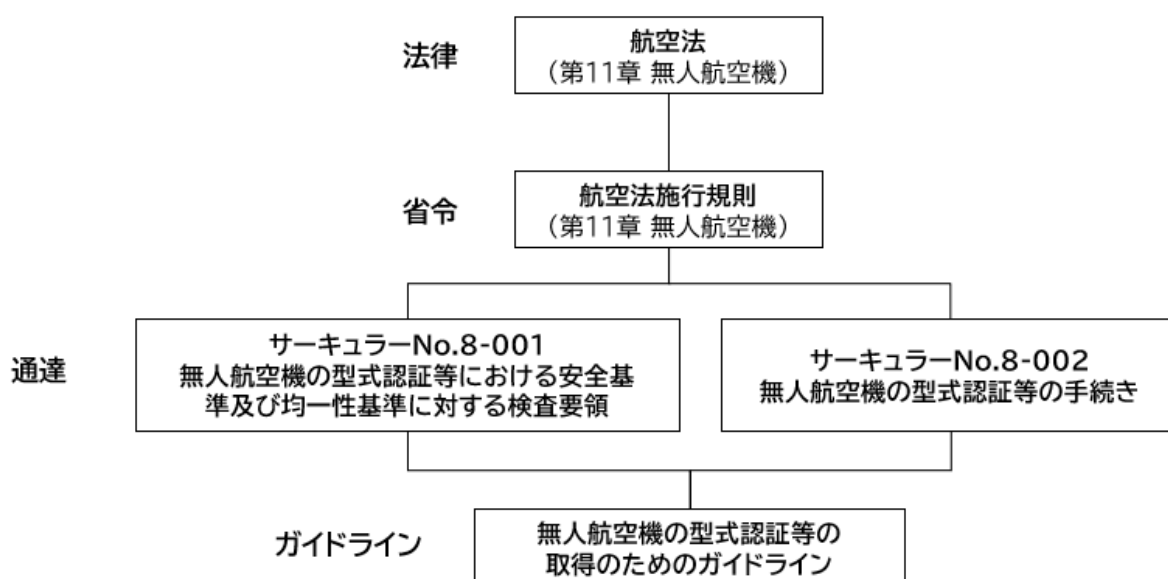 法律
航空法
（第11章 無人航空機）
省令
航空法施行規則
（第11章 無人航空機）
通達
サーキュラーNo.8-001
無人航空機の型式認証等における安全基
準及び均一性基準に対する検査要領
サーキュラーNo.8-002
無人航空機の型式認証等の手続き
ガイドライン
無人航空機の型式認証等の
取得のためのガイドライン